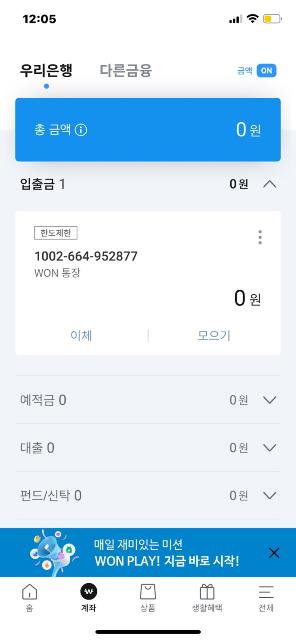 12:05
우리은행 다른금융 금액 ON
총 금액 0 원
입출금 1 0 원
한도제한
1002-664-952877
WON 통장
0 원
이체 모으기
예적금 0 0 원
대출 0 0 원
펀드/신탁 0 0 원
매일 재미있는 미션
WON PLAY! 지금 바로 시작!
홈 계좌 상품 생활혜택 전체